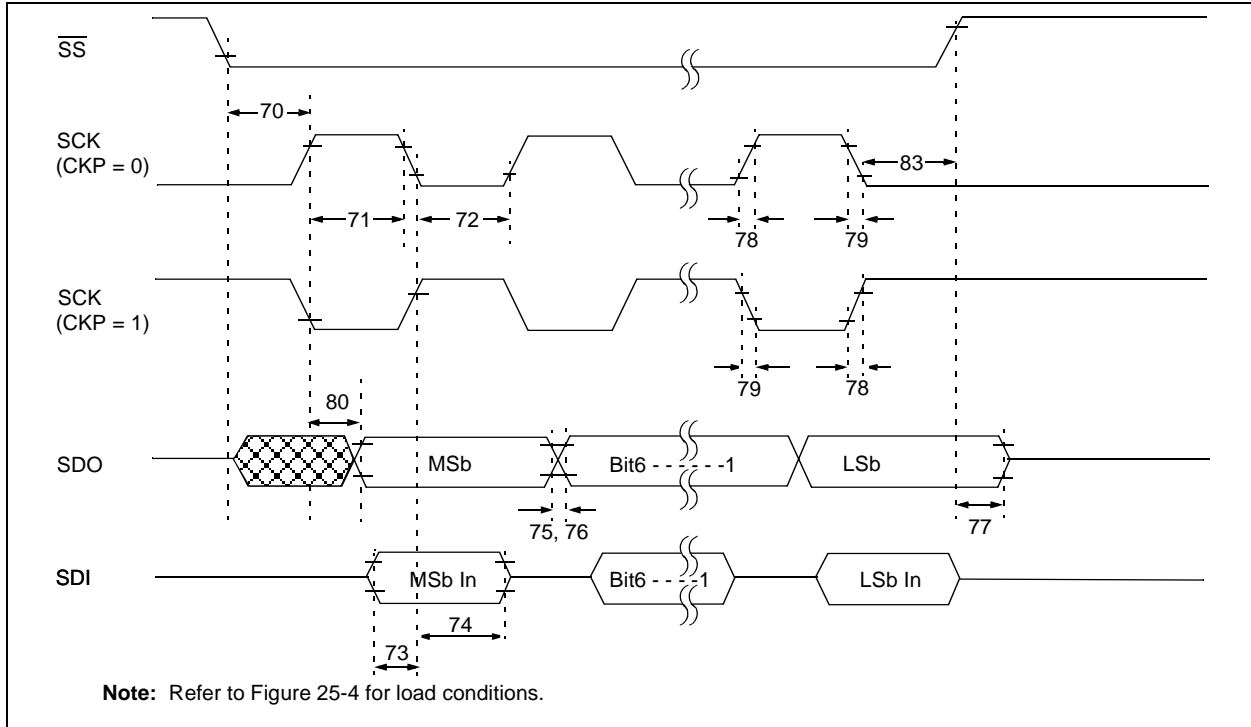 SS
70
SCK
(CKP = 0)
83
71
72
78
79
SCK
(CKP = 1)
79
78
80
SDO
MSb
Bit6 - - - - - -1
LSb
75, 76
77
SDI
MSb In
Bit6 - - - -1
LSb In
74
73
Note: Refer to Figure 25-4 for load conditions.